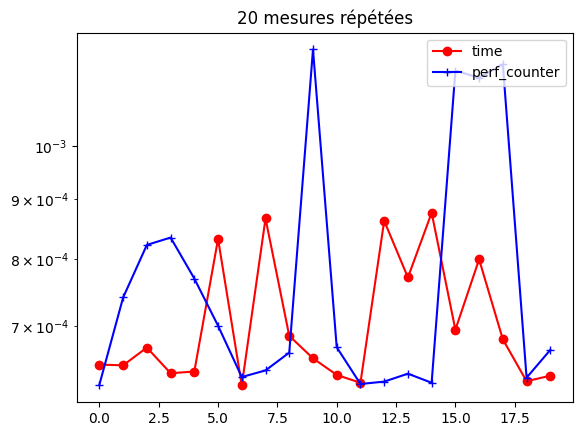 20 mesures répétées
time
perf_counter
10⁻³
9 × 10⁻⁴
8 × 10⁻⁴
7 × 10⁻⁴
0.0 2.5 5.0 7.5 10.0 12.5 15.0 17.5